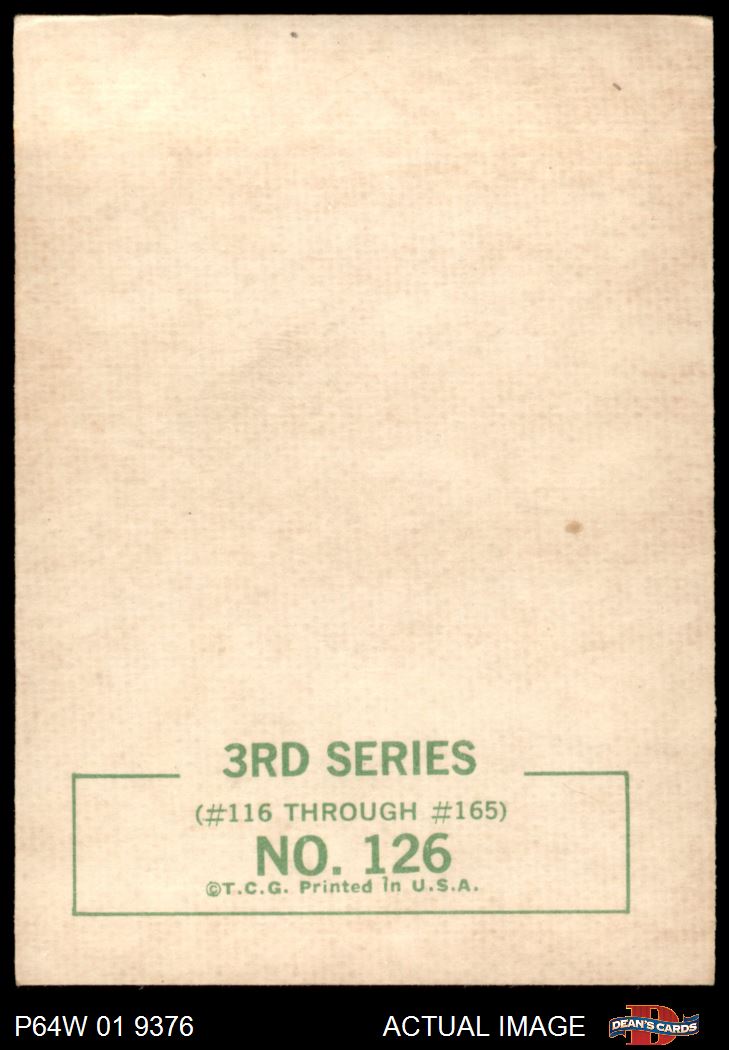 3RD SERIES
(#116 THROUGH #165)
NO. 126
©T.C.G. Printed in U.S.A.
P64W 01 9376 ACTUAL IMAGE DEAN'S CARDS